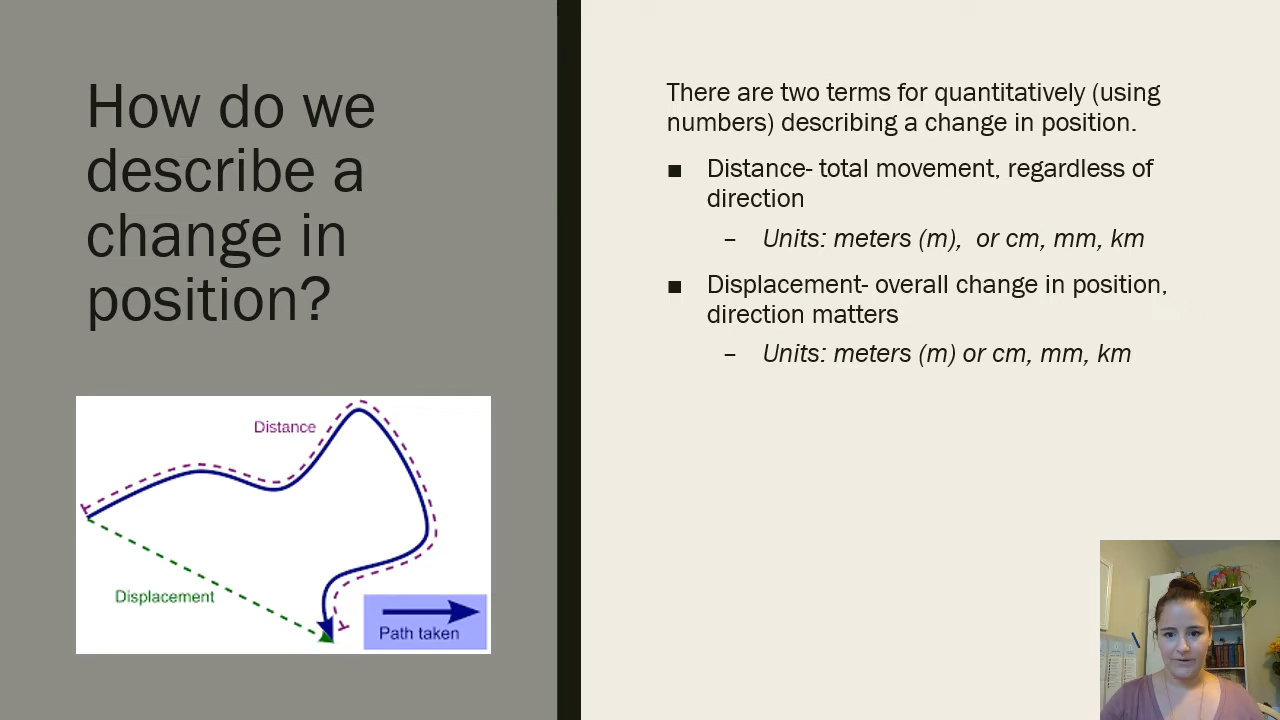 How do we
describe a
change in
position?
Distance
Displacement
Path taken
There are two terms for quantitatively (using
numbers) describing a change in position.
■ Distance- total movement, regardless of
direction
– Units: meters (m), or cm, mm, km
■ Displacement- overall change in position,
direction matters
– Units: meters (m) or cm, mm, km